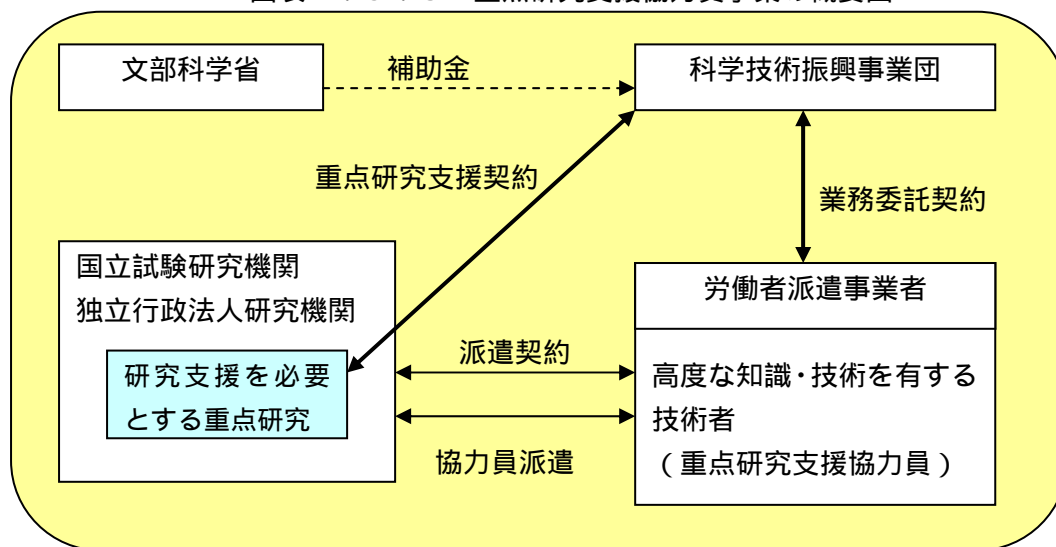 文部科学省
補助金
科学技術振興事業団
重点研究支援契約
業務委託契約
国立試験研究機関
独立行政法人研究機関
研究支援を必要
とする重点研究
派遣契約
協力員派遣
労働者派遣事業者
高度な知識・技術を有する
技術者
(重点研究支援協力員)